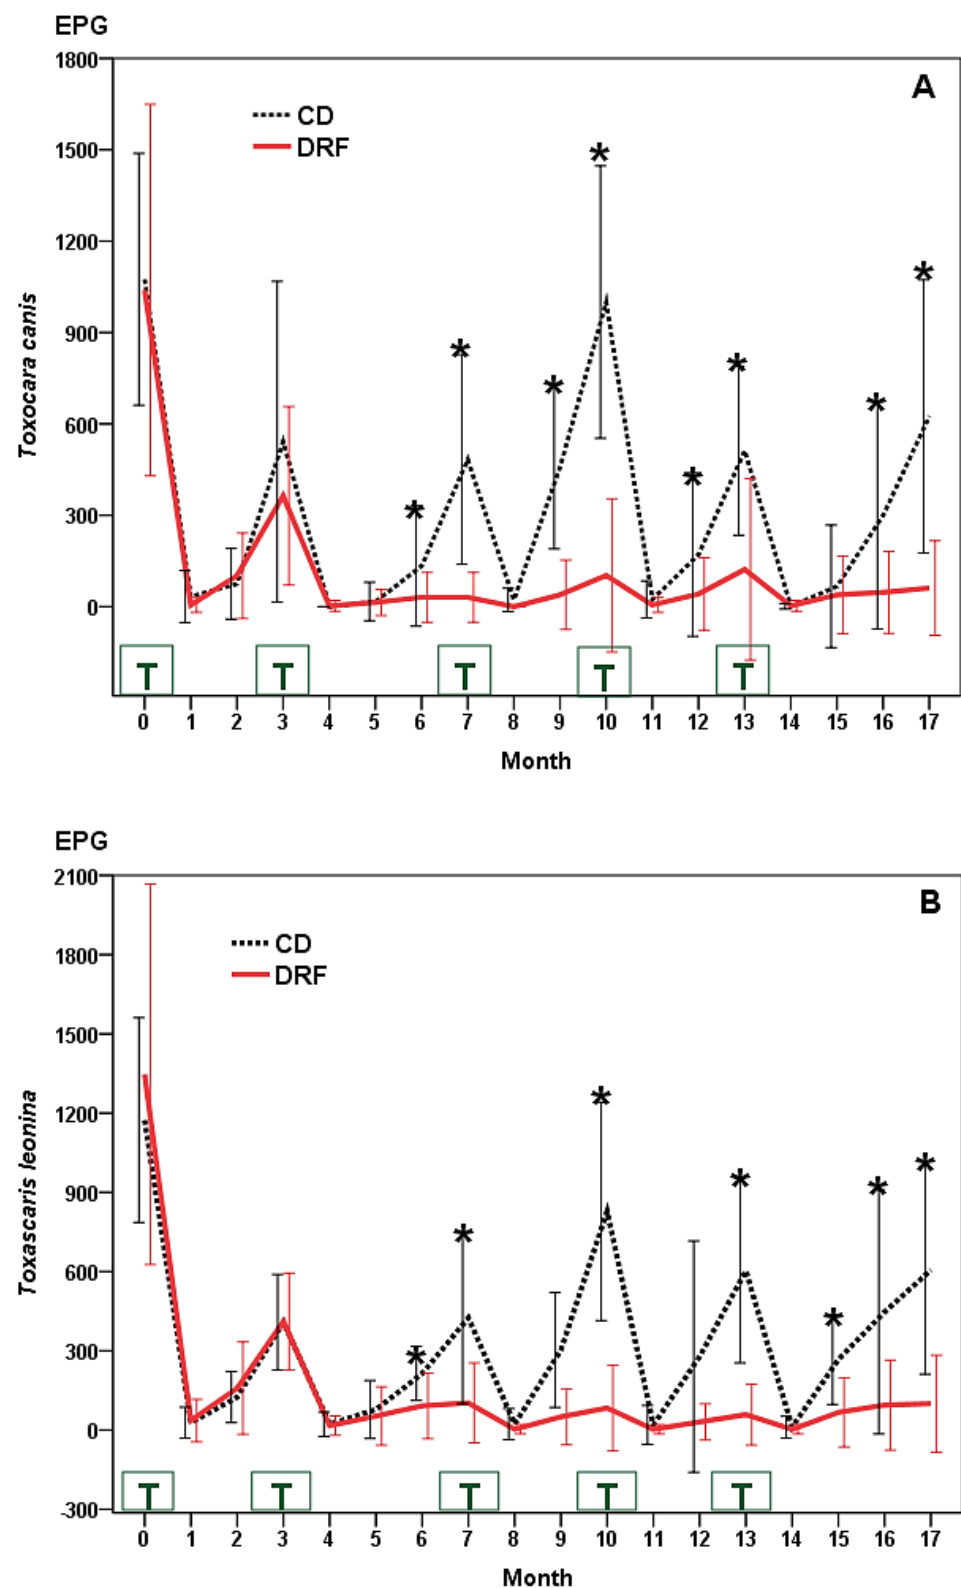 EPG
1800
A
CD
DRF
1500
1200
900
600
300
0
Toxocara canis
* * * * * * * *
T T T T T
0 1 2 3 4 5 6 7 8 9 10 11 12 13 14 15 16 17
Month
EPG
2100
B
CD
DRF
1800
1500
1200
900
600
300
0
-300
Toxascaris leonina
* * * * * * *
T T T T T
0 1 2 3 4 5 6 7 8 9 10 11 12 13 14 15 16 17
Month